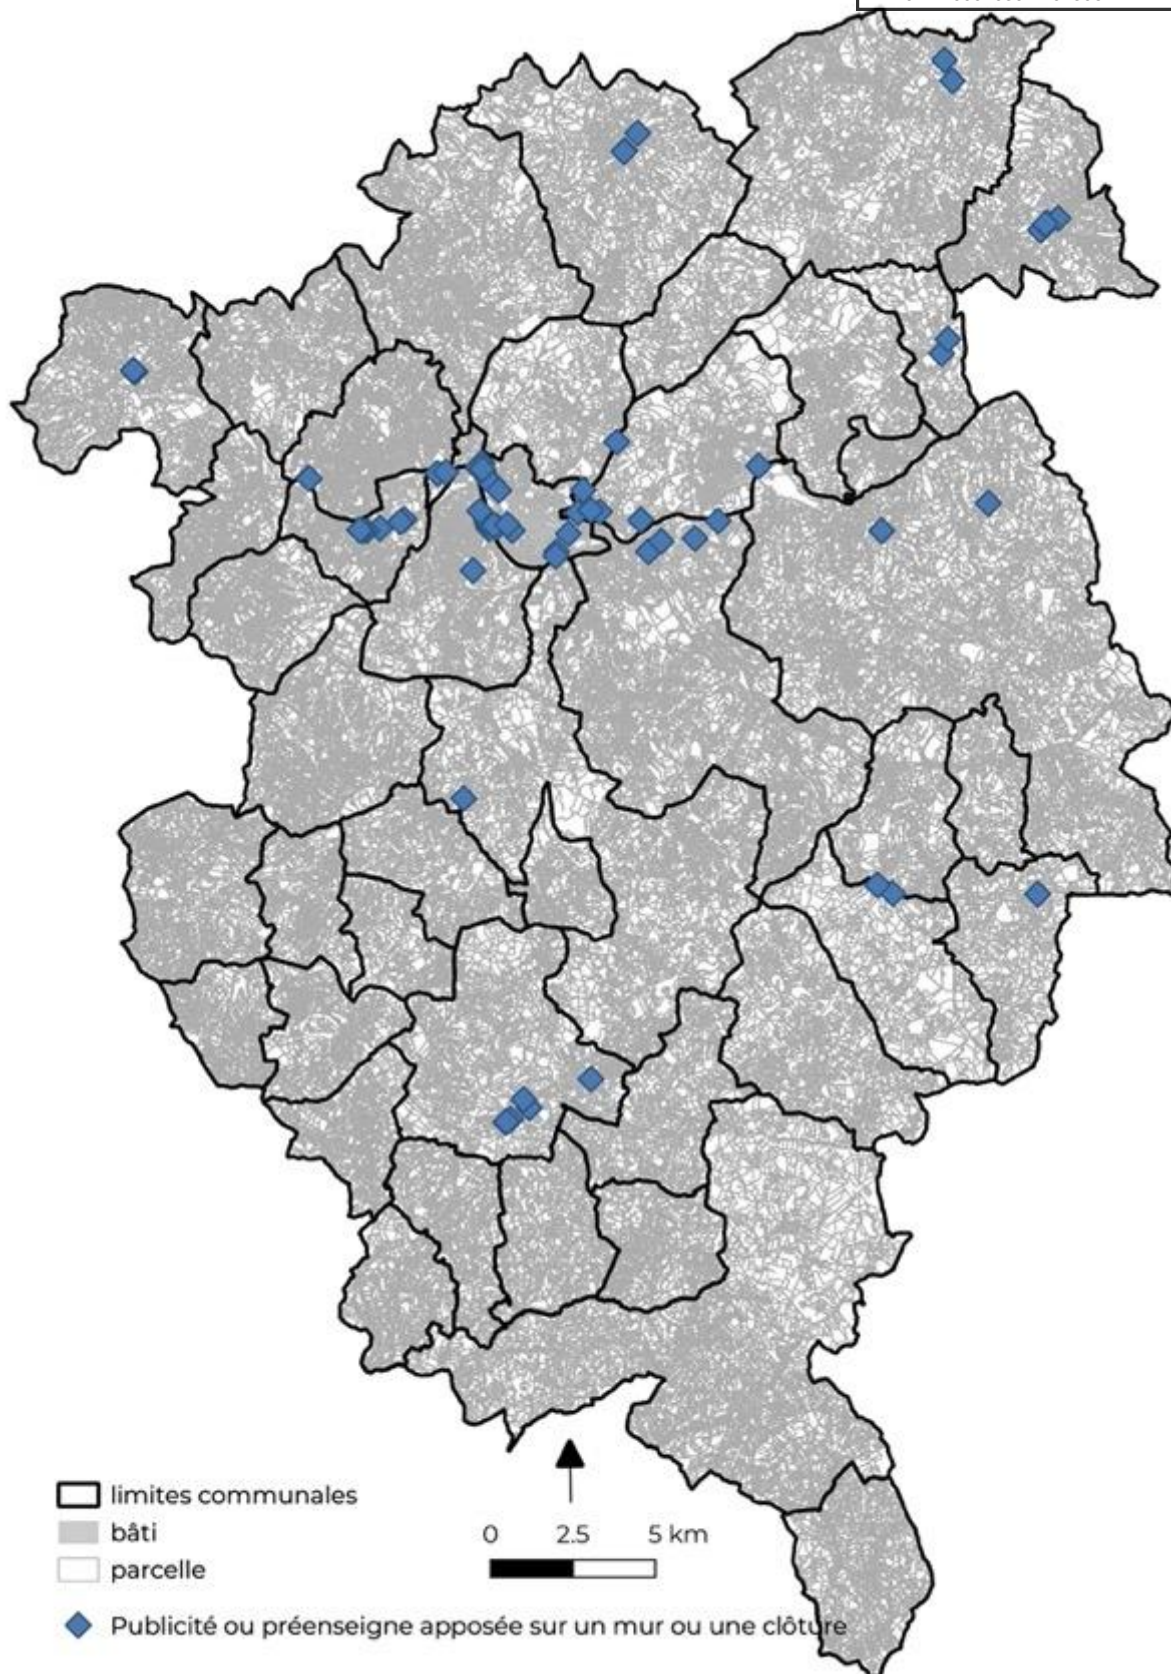 limites communales
bâti
parcelle
0 2.5 5 km
Publicité ou préenseigne apposée sur un mur ou une clôture